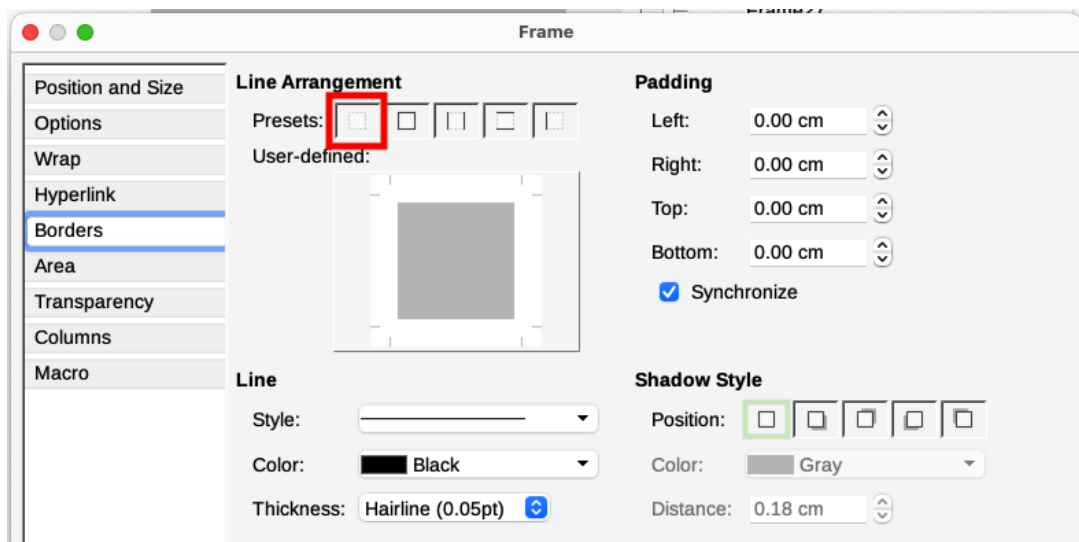 Frame27
Frame
Position and Size
Options
Wrap
Hyperlink
Borders
Area
Transparency
Columns
Macro
Line Arrangement
Presets:
User-defined:
Padding
Left: 0.00 cm
Right: 0.00 cm
Top: 0.00 cm
Bottom: 0.00 cm
Synchronize
Line
Style:
Color: Black
Thickness: Hairline (0.05pt)
Shadow Style
Position:
Color: Gray
Distance: 0.18 cm